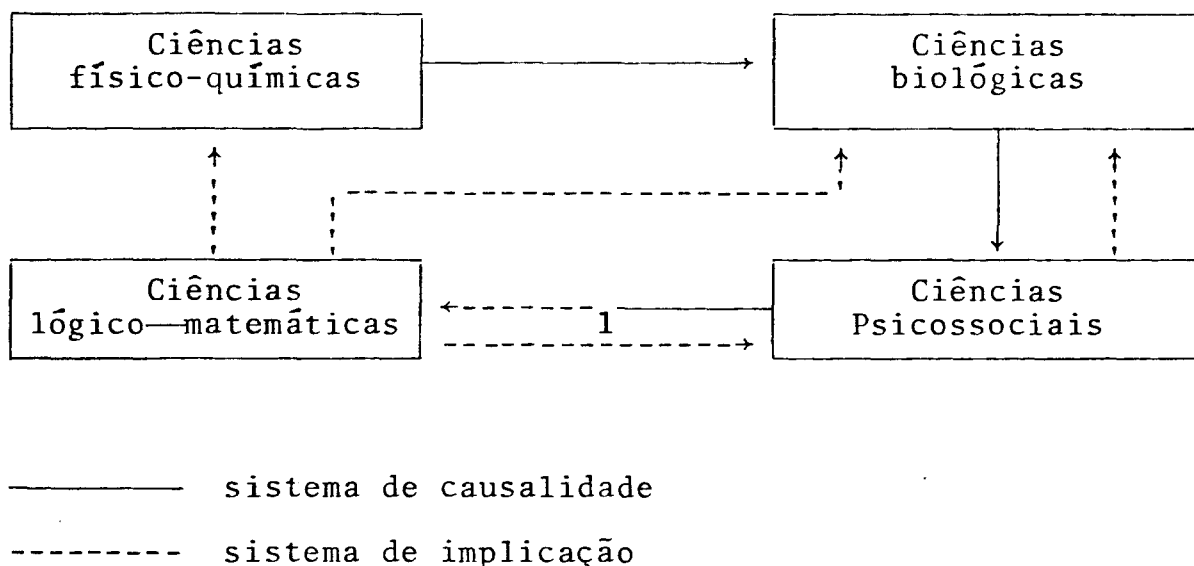 Ciências
físico-químicas
Ciências
biológicas
Ciências
lógico—matemáticas
1
Ciências
Psicossociais
sistema de causalidade
sistema de implicação